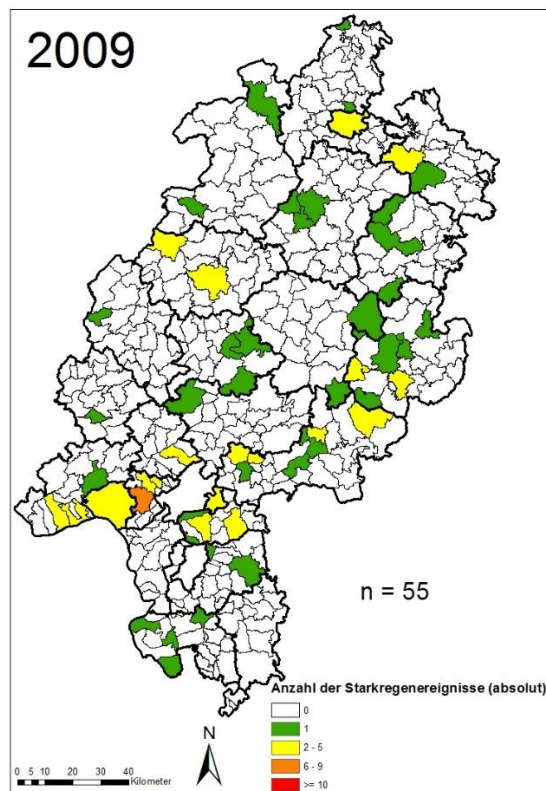 2009
n = 55
Anzahl der Starkregenereignisse (absolut)
0
1
2 - 5
6 - 9
>= 10
N
0 5 10 20 30 40
Kilometer